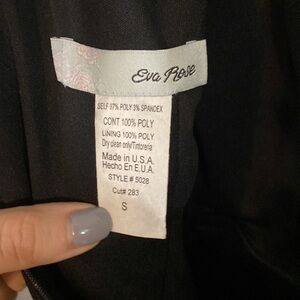 Eva Rose
SELF 97% POLY 3% SPANDEX
CONT 100% POLY
LINING 100% POLY
Dry clean only/Tintoreria
Made in U.S.A.
Hecho En E.U.A.
STYLE # 5028
Cut# 283
S